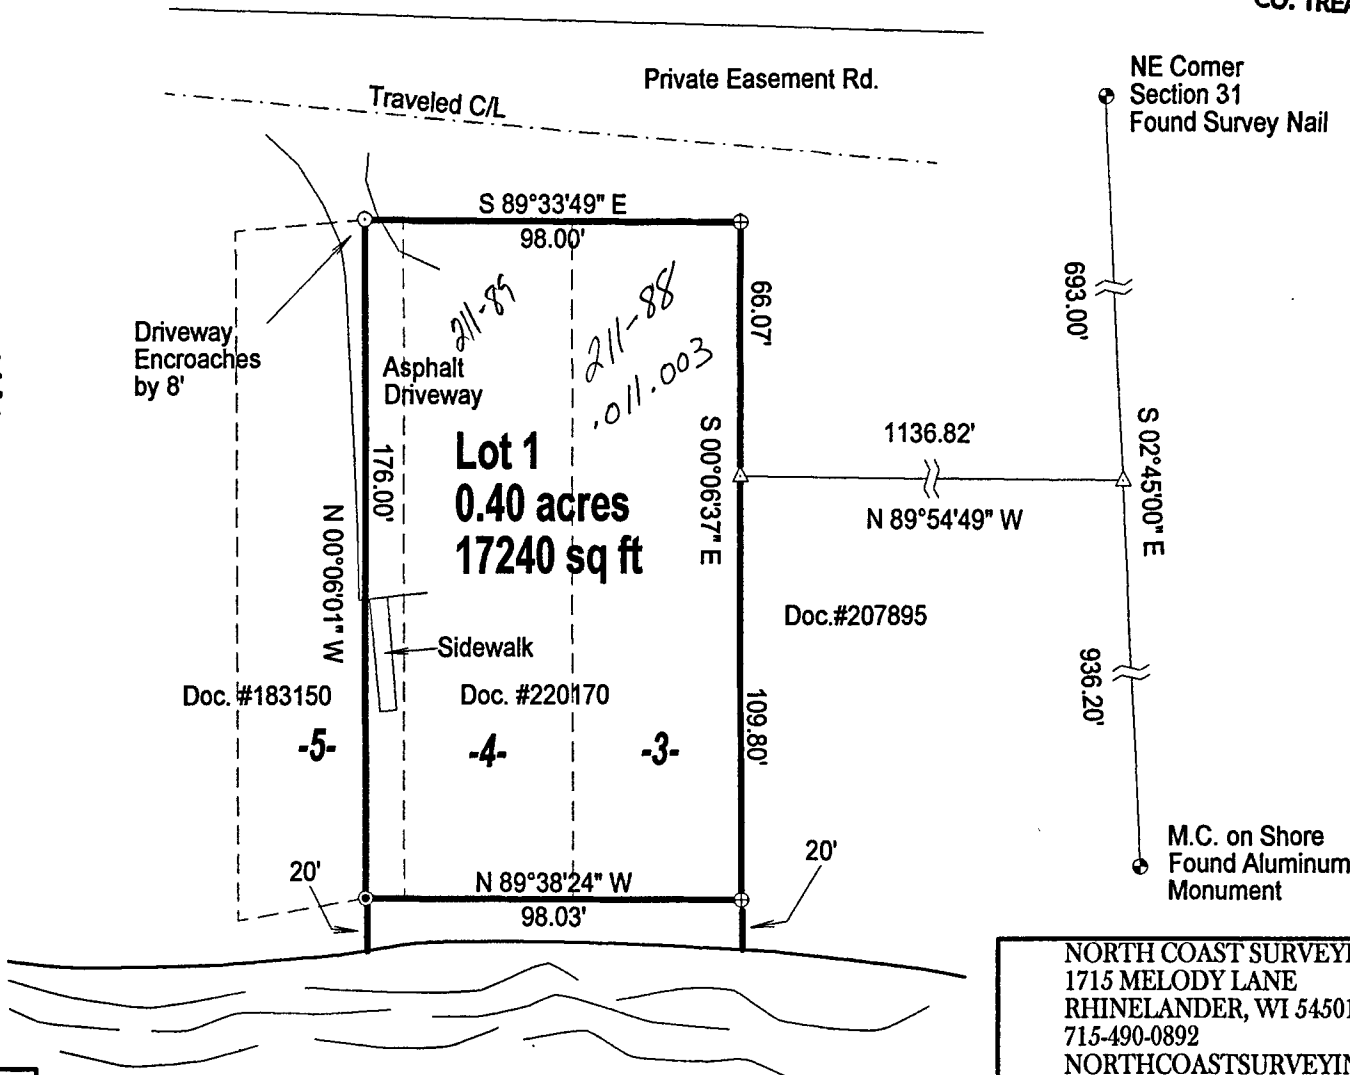 CO. TREA
Private Easement Rd.
Traveled C/L
NE Corner
Section 31
Found Survey Nail
S 89°33'49" E
98.00'
66.07'
693.00'
211-89
211-88
.011.003
Driveway
Encroaches
by 8'
Asphalt
Driveway
Lot 1
0.40 acres
17240 sq ft
176.00'
N 00°06'01" W
S 00°06'37" E
1136.82'
N 89°54'49" W
S 02°45'00" E
Doc.#207895
Sidewalk
Doc. #183150
Doc. #220170
109.80'
936.20'
-5-
-4-
-3-
20'
20'
N 89°38'24" W
98.03'
M.C. on Shore
Found Aluminum
Monument
NORTH COAST SURVEYI
1715 MELODY LANE
RHINELANDER, WI 54501
715-490-0892
NORTHCOASTSURVEYIN